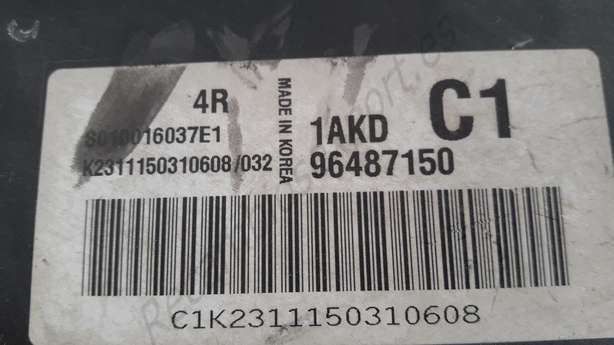 4R
S010016037E1
K2311150310608/032
MADE IN KOREA
1AKD
96487150
C1
C1K2311150310608